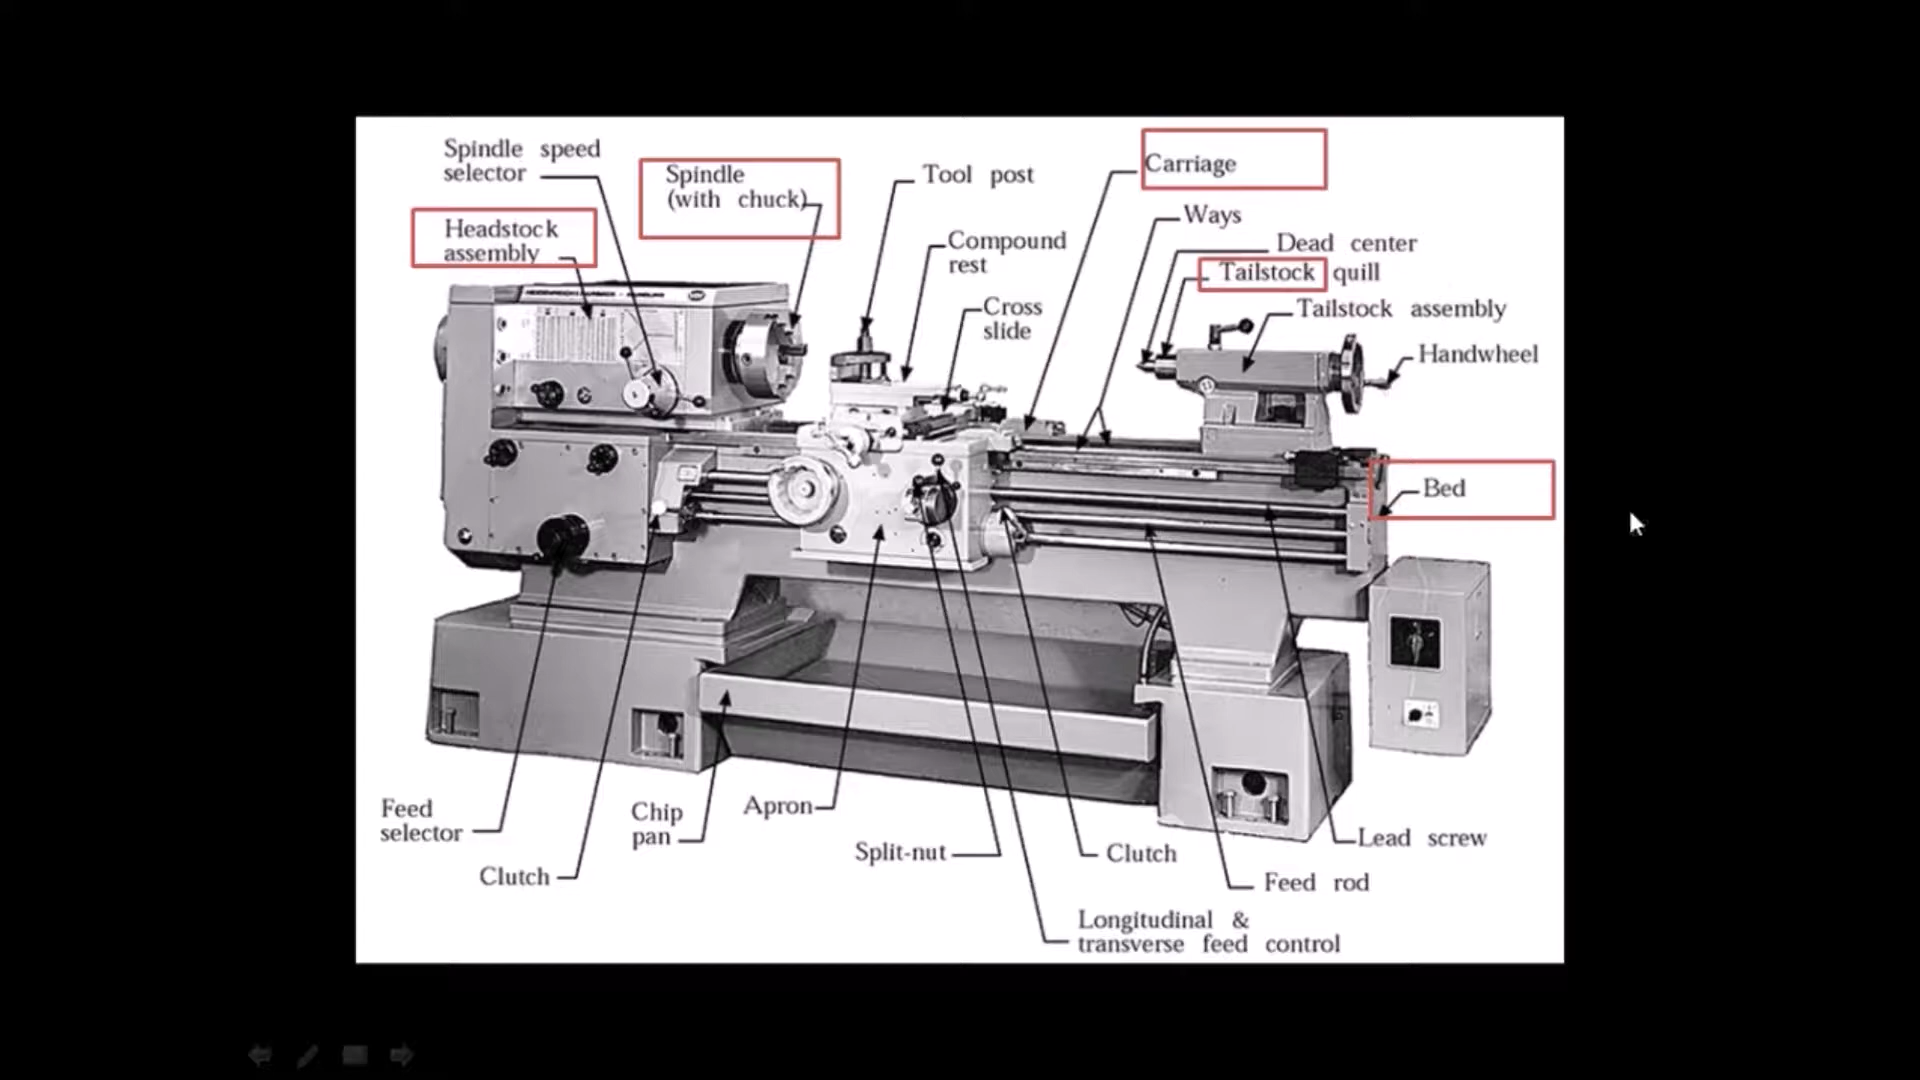 Spindle speed
selector
Spindle
(with chuck)
Tool post
Carriage
Headstock
assembly
Ways
Compound
rest
Dead center
Tailstock quill
Cross
slide
Tailstock assembly
Handwheel
Bed
Feed
selector
Chip
pan
Apron
Split-nut
Clutch
Lead screw
Clutch
Feed rod
Longitudinal &
transverse feed control